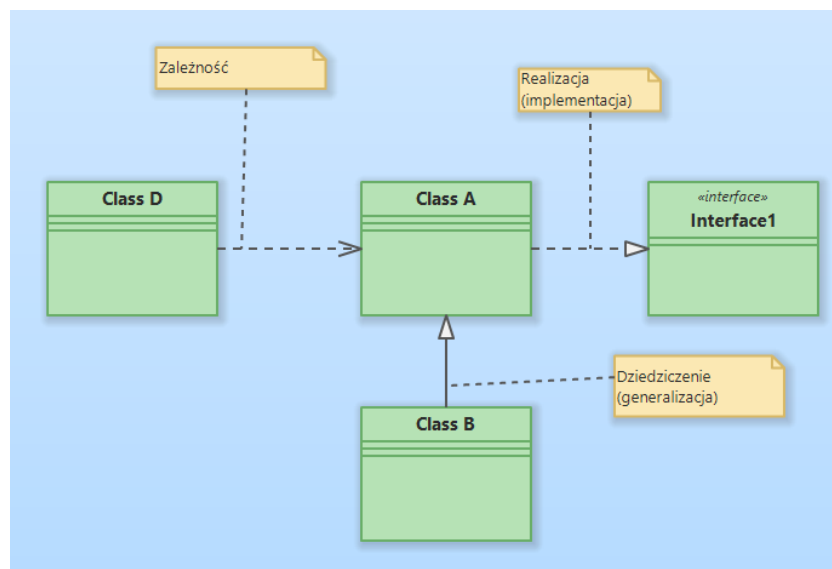 Zależność
Realizacja
(implementacja)
Class D
Class A
«interface»
Interface1
Dziedziczenie
(generalizacja)
Class B